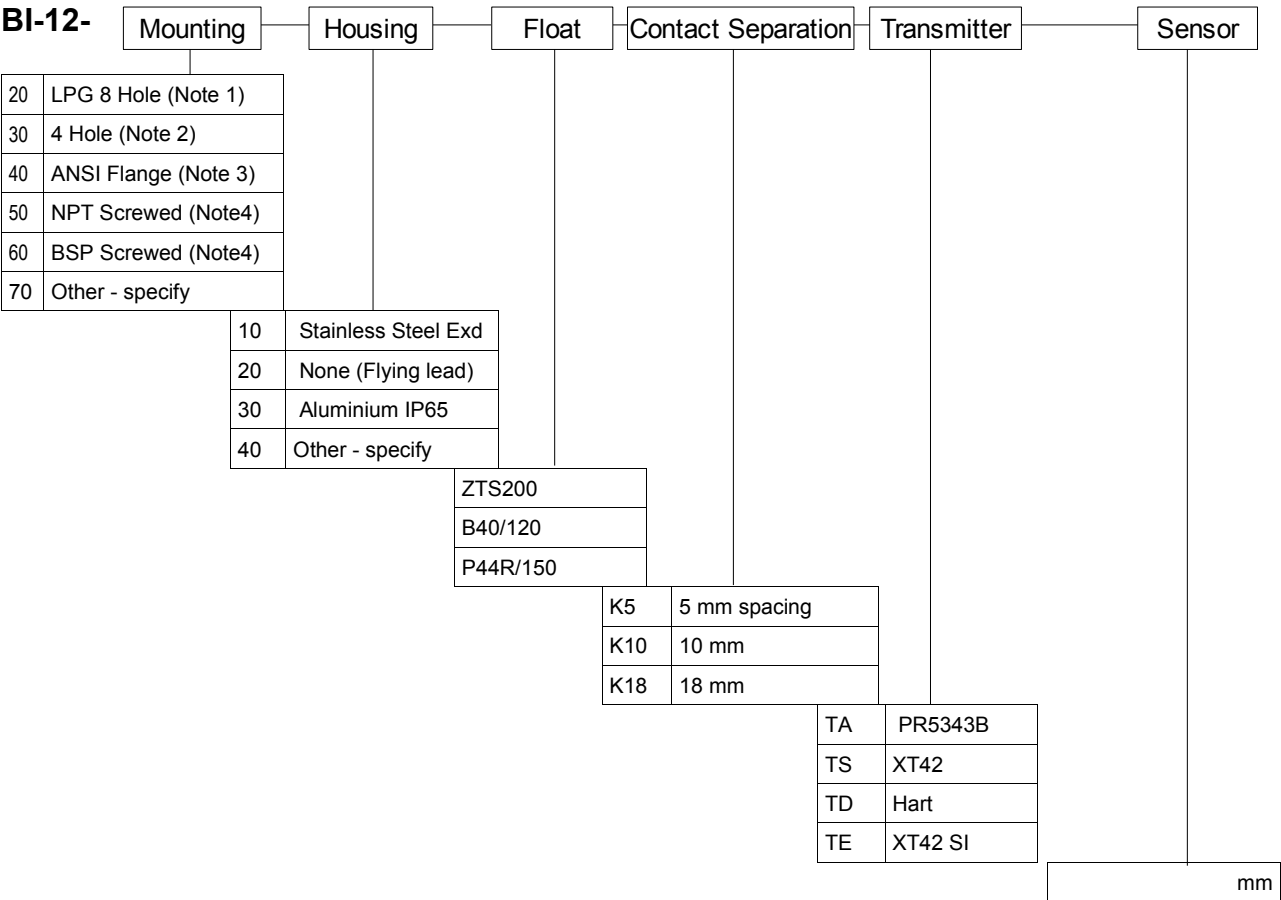 BI-12- Mounting Housing Float Contact Separation Transmitter Sensor
20 LPG 8 Hole (Note 1)
30 4 Hole (Note 2)
40 ANSI Flange (Note 3)
50 NPT Screwed (Note4)
60 BSP Screwed (Note4)
70 Other - specify
10 Stainless Steel Exd
20 None (Flying lead)
30 Aluminium IP65
40 Other - specify
ZTS200
B40/120
P44R/150
K5 5 mm spacing
K10 10 mm
K18 18 mm
TA PR5343B
TS XT42
TD Hart
TE XT42 SI
mm